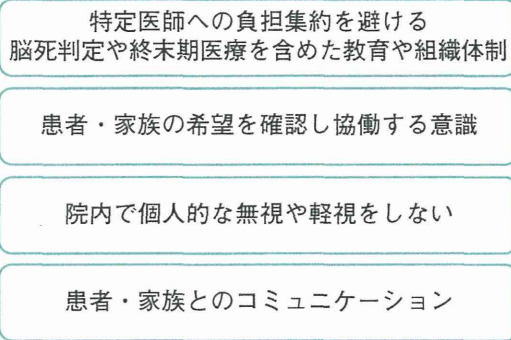 特定医師への負担集約を避ける
脳死判定や終末期医療を含めた教育や組織体制
患者・家族の希望を確認し協働する意識
院内で個人的な無視や軽視をしない
患者・家族とのコミュニケーション